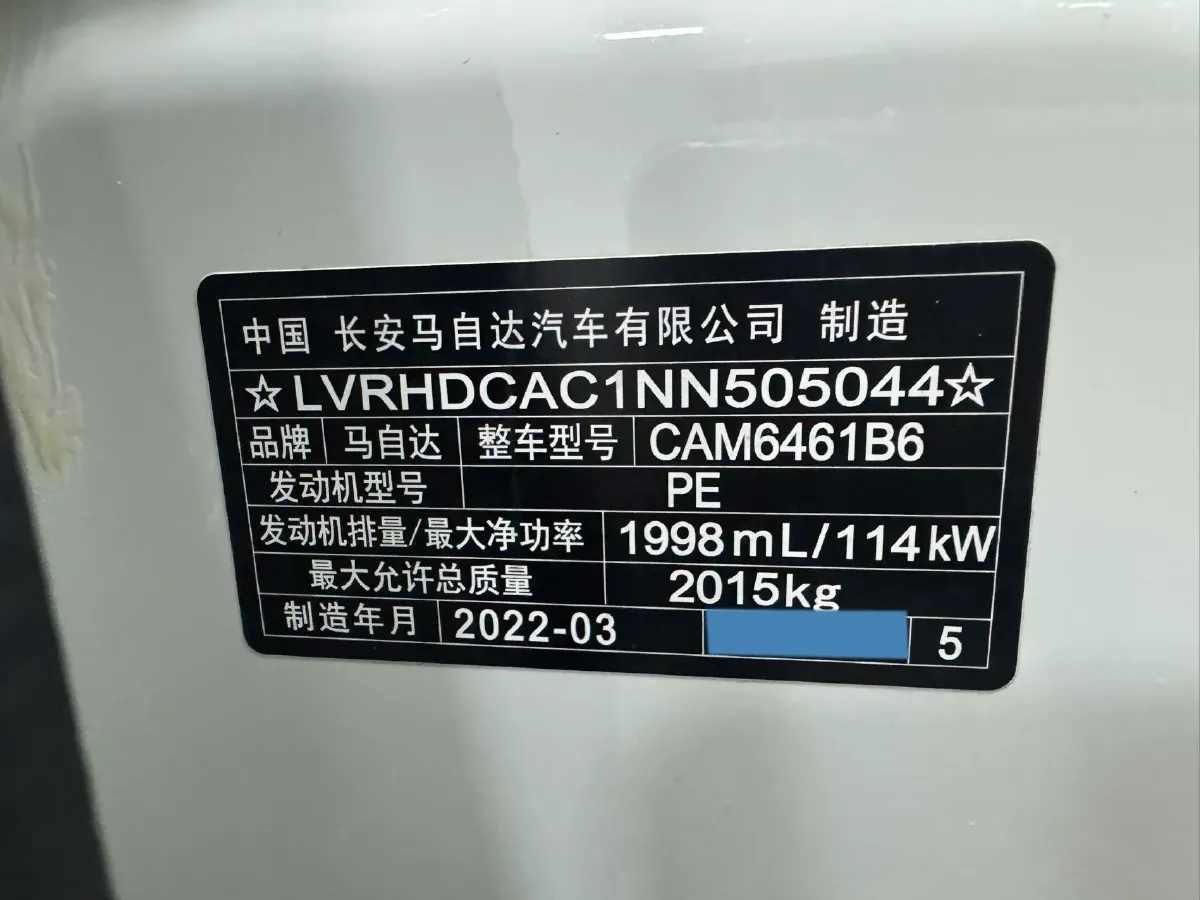 中国 长安马自达汽车有限公司 制造
☆LVRHDCAC1NN505044☆
品牌 马自达 整车型号 CAM6461B6
发动机型号 PE
发动机排量/最大净功率 1998mL/114kW
最大允许总质量 2015kg
制造年月 2022-03 5